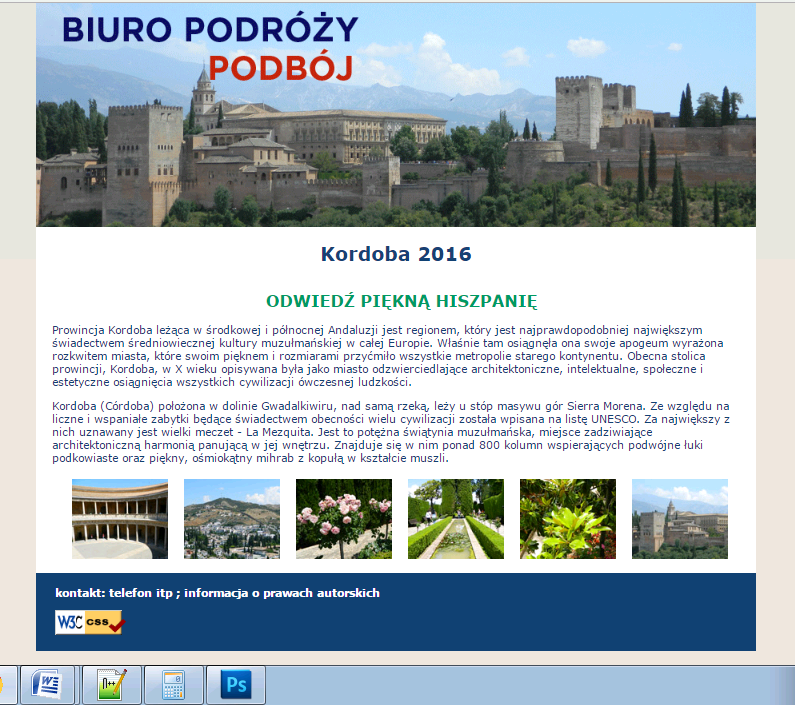 BIURO PODRÓŻY
PODBÓJ
Kordoba 2016
ODWIEDŹ PIĘKNĄ HISZPANIĘ
Prowincja Kordoba leżąca w środkowej i północnej Andaluzji jest regionem, który jest najprawdopodobniej największym
świadectwem średniowiecznej kultury muzułmańskiej w całej Europie. Właśnie tam osiągnęła ona swoje apogeum wyrażona
rozkwitem miasta, które swoim pięknem i rozmiarami przyćmiło wszystkie metropolie starego kontynentu. Obecna stolica
prowincji, Kordoba, w X wieku opisywana była jako miasto odzwierciedlające architektoniczne, intelektualne, społeczne i
estetyczne osiągnięcia wszystkich cywilizacji ówczesnej ludzkości.
Kordoba (Córdoba) położona w dolinie Gwadalkiwiru, nad samą rzeką, leży u stóp masywu gór Sierra Morena. Ze względu na
liczne i wspaniałe zabytki będące świadectwem obecności wielu cywilizacji została wpisana na listę UNESCO. Za największy z
nich uznawany jest wielki meczet - La Mezquita. Jest to potężna świątynia muzułmańska, miejsce zadziwiające
architektoniczną harmonią panującą w jej wnętrzu. Znajduje się w nim ponad 800 kolumn wspierających podwójne łuki
podkowiaste oraz piękny, ośmiokątny mihrab z kopułą w kształcie muszli.
kontakt: telefon itp ; informacja o prawach autorskich
W3C css
W
N++
0
Ps